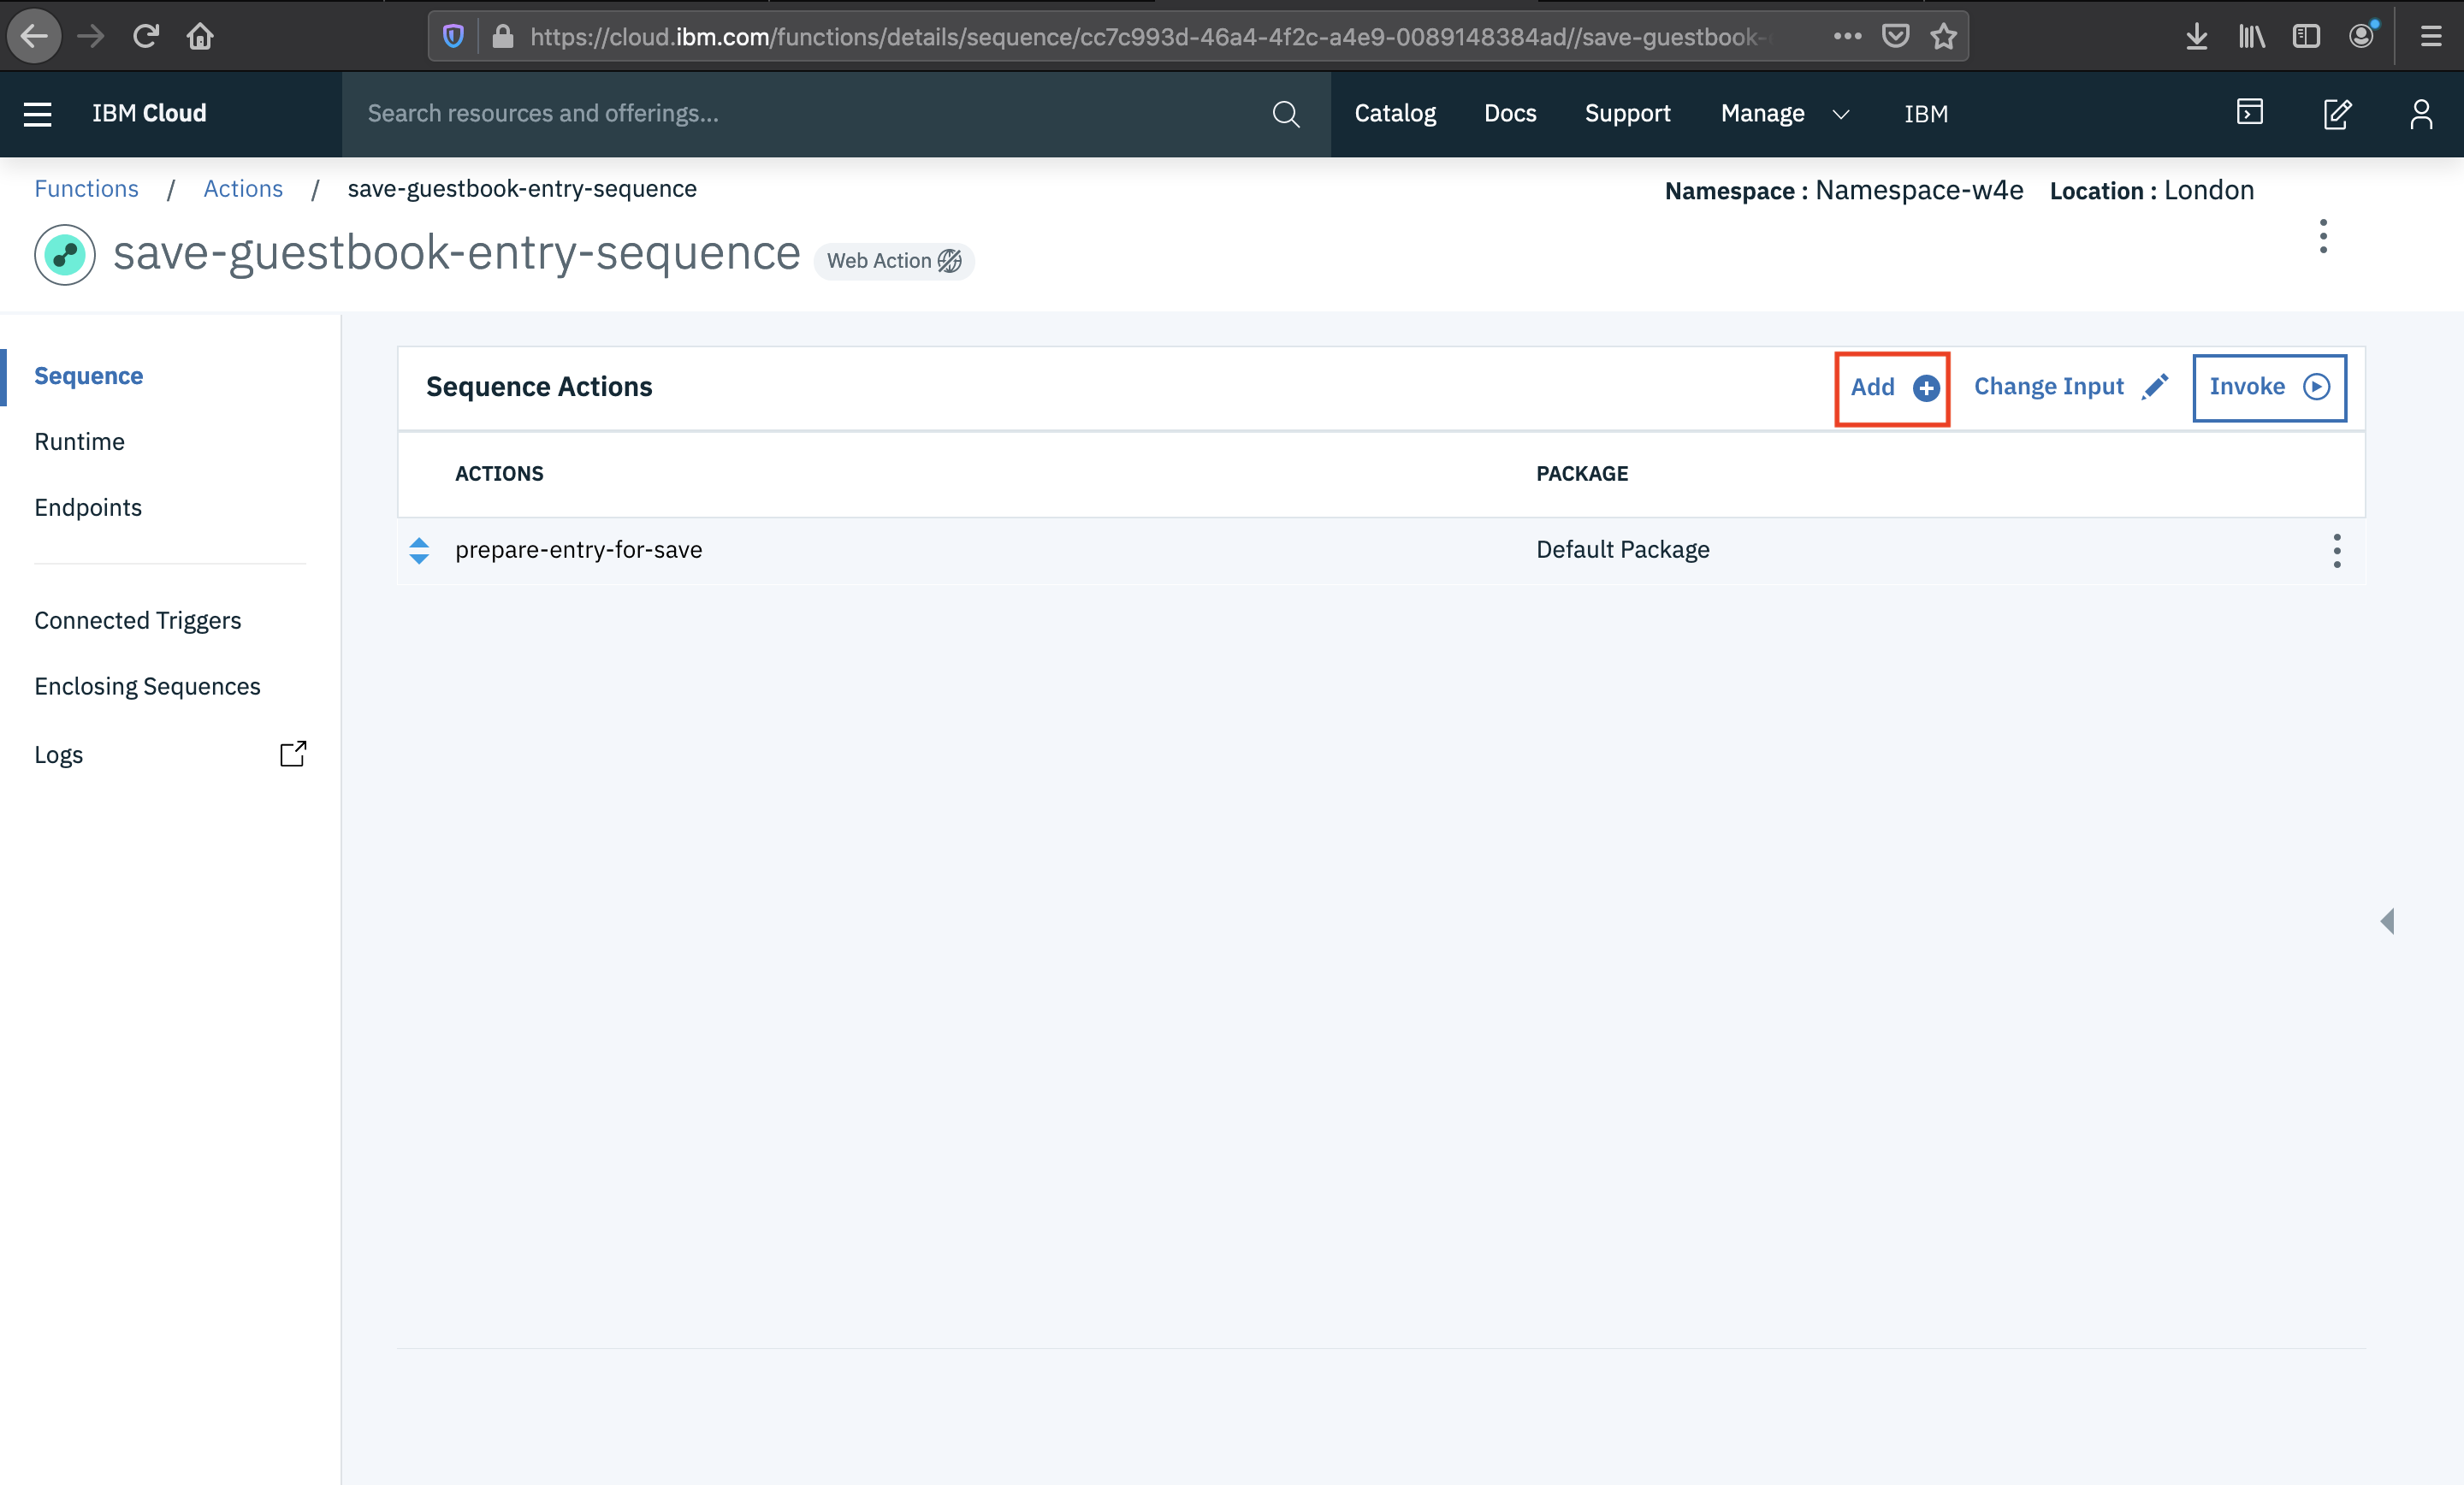 https://cloud.ibm.com/functions/details/sequence/cc7c993d-46a4-4f2c-a4e9-0089148384ad//save-guestbook-
IBM Cloud
Search resources and offerings...
Catalog Docs Support Manage IBM
Functions / Actions / save-guestbook-entry-sequence
Namespace : Namespace-w4e Location : London
save-guestbook-entry-sequence Web Action
Sequence
Runtime
Endpoints
Connected Triggers
Enclosing Sequences
Logs
Sequence Actions Add Change Input Invoke
ACTIONS PACKAGE
prepare-entry-for-save Default Package